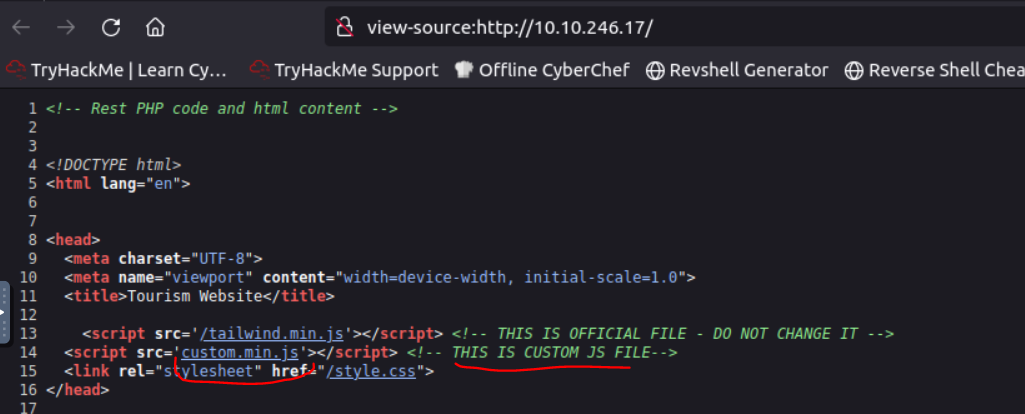 view-source:http://10.10.246.17/
TryHackMe | Learn Cy... TryHackMe Support Offline CyberChef Revshell Generator Reverse Shell Chea
1 <!-- Rest PHP code and html content -->
2
3
4 <!DOCTYPE html>
5 <html lang="en">
6
7
8 <head>
9 <meta charset="UTF-8">
10 <meta name="viewport" content="width=device-width, initial-scale=1.0">
11 <title>Tourism Website</title>
12
13 <script src='/tailwind.min.js'></script> <!-- THIS IS OFFICIAL FILE - DO NOT CHANGE IT -->
14 <script src='custom.min.js'></script> <!-- THIS IS CUSTOM JS FILE-->
15 <link rel="stylesheet" href="/style.css">
16 </head>
17